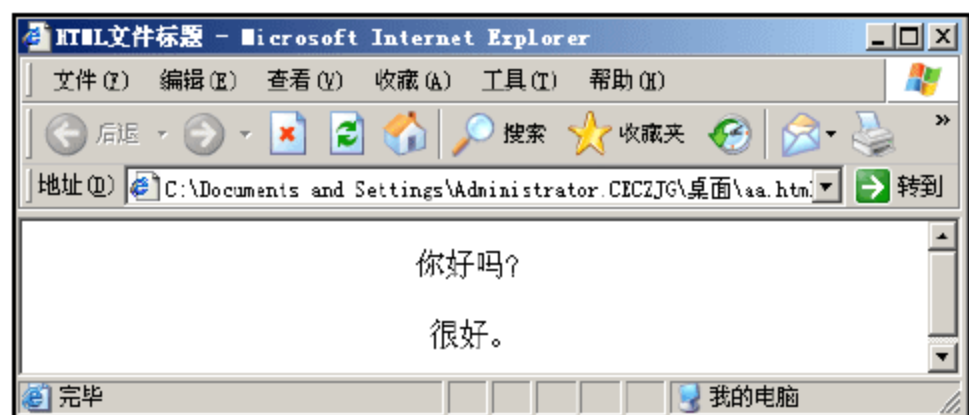 HTML文件标题 - Microsoft Internet Explorer
文件(F) 编辑(E) 查看(V) 收藏(A) 工具(T) 帮助(H)
后退 搜索 收藏夹 »
地址(D) C:\Documents and Settings\Administrator.CECZJG\桌面\aa.htm 转到
你好吗?
很好。
完毕 我的电脑